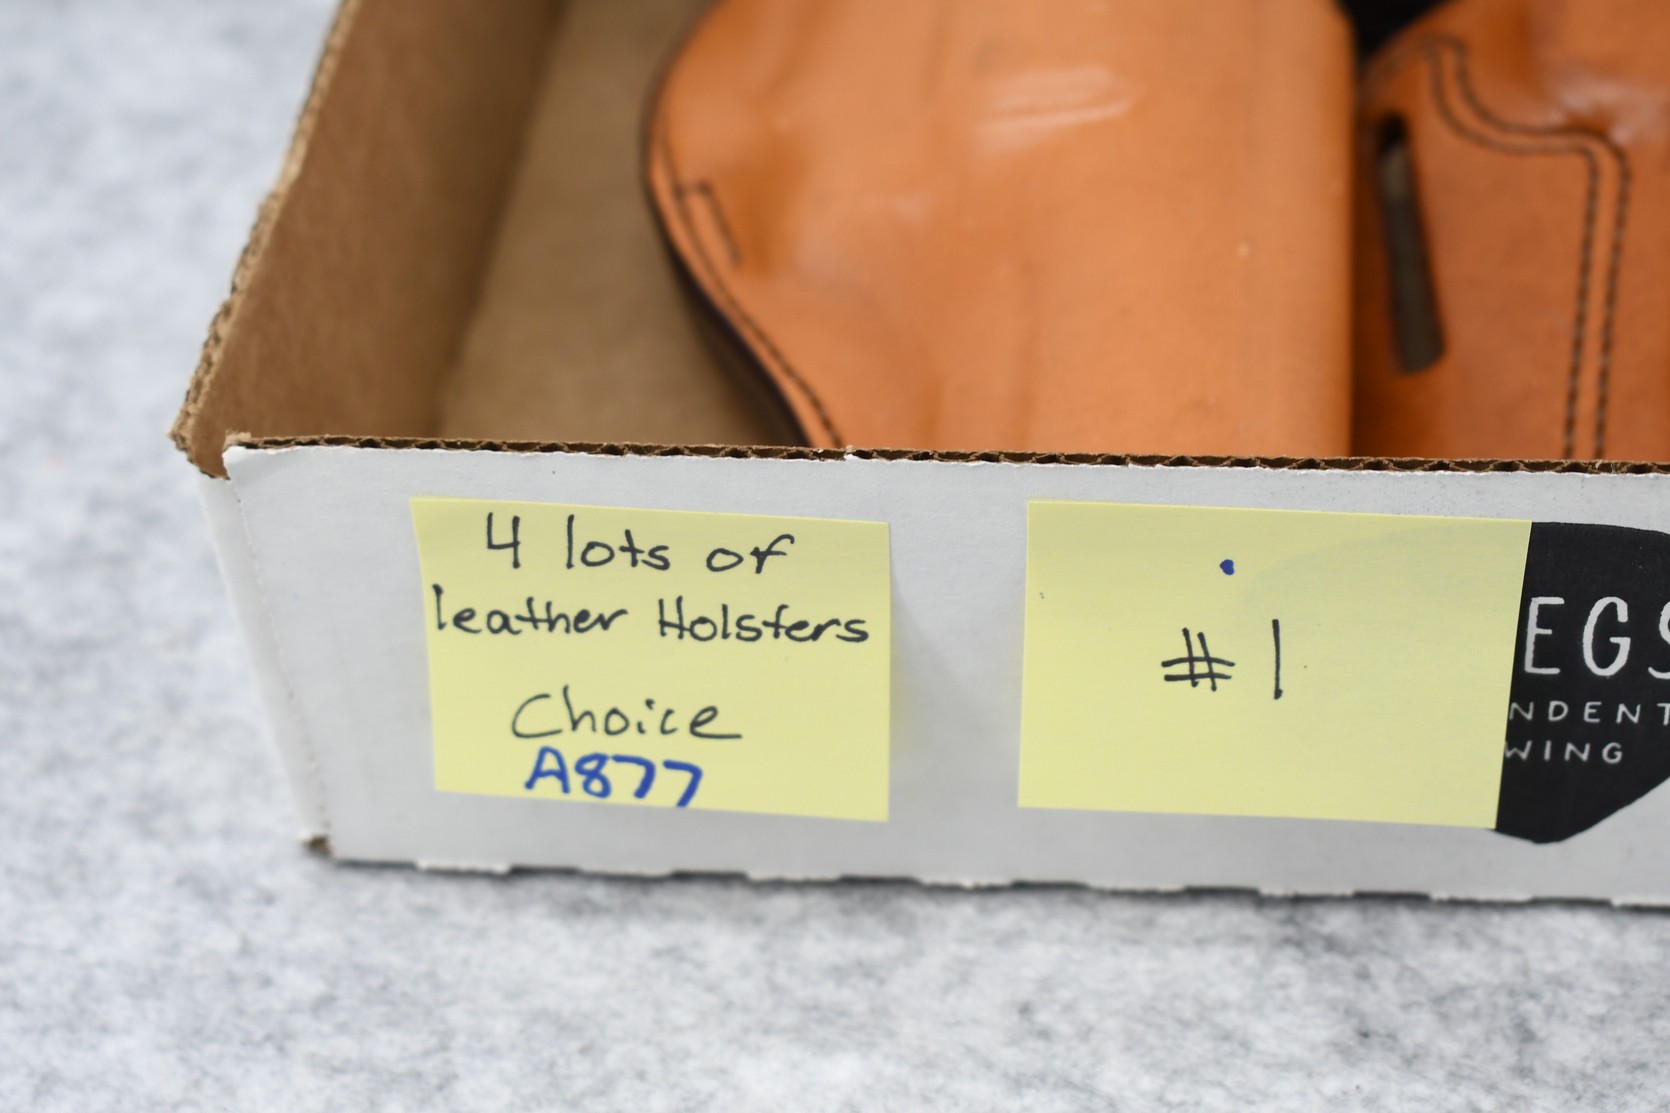 4 lots of
leather Holsters
Choice
A877
#1
EGS
NDENT
WING